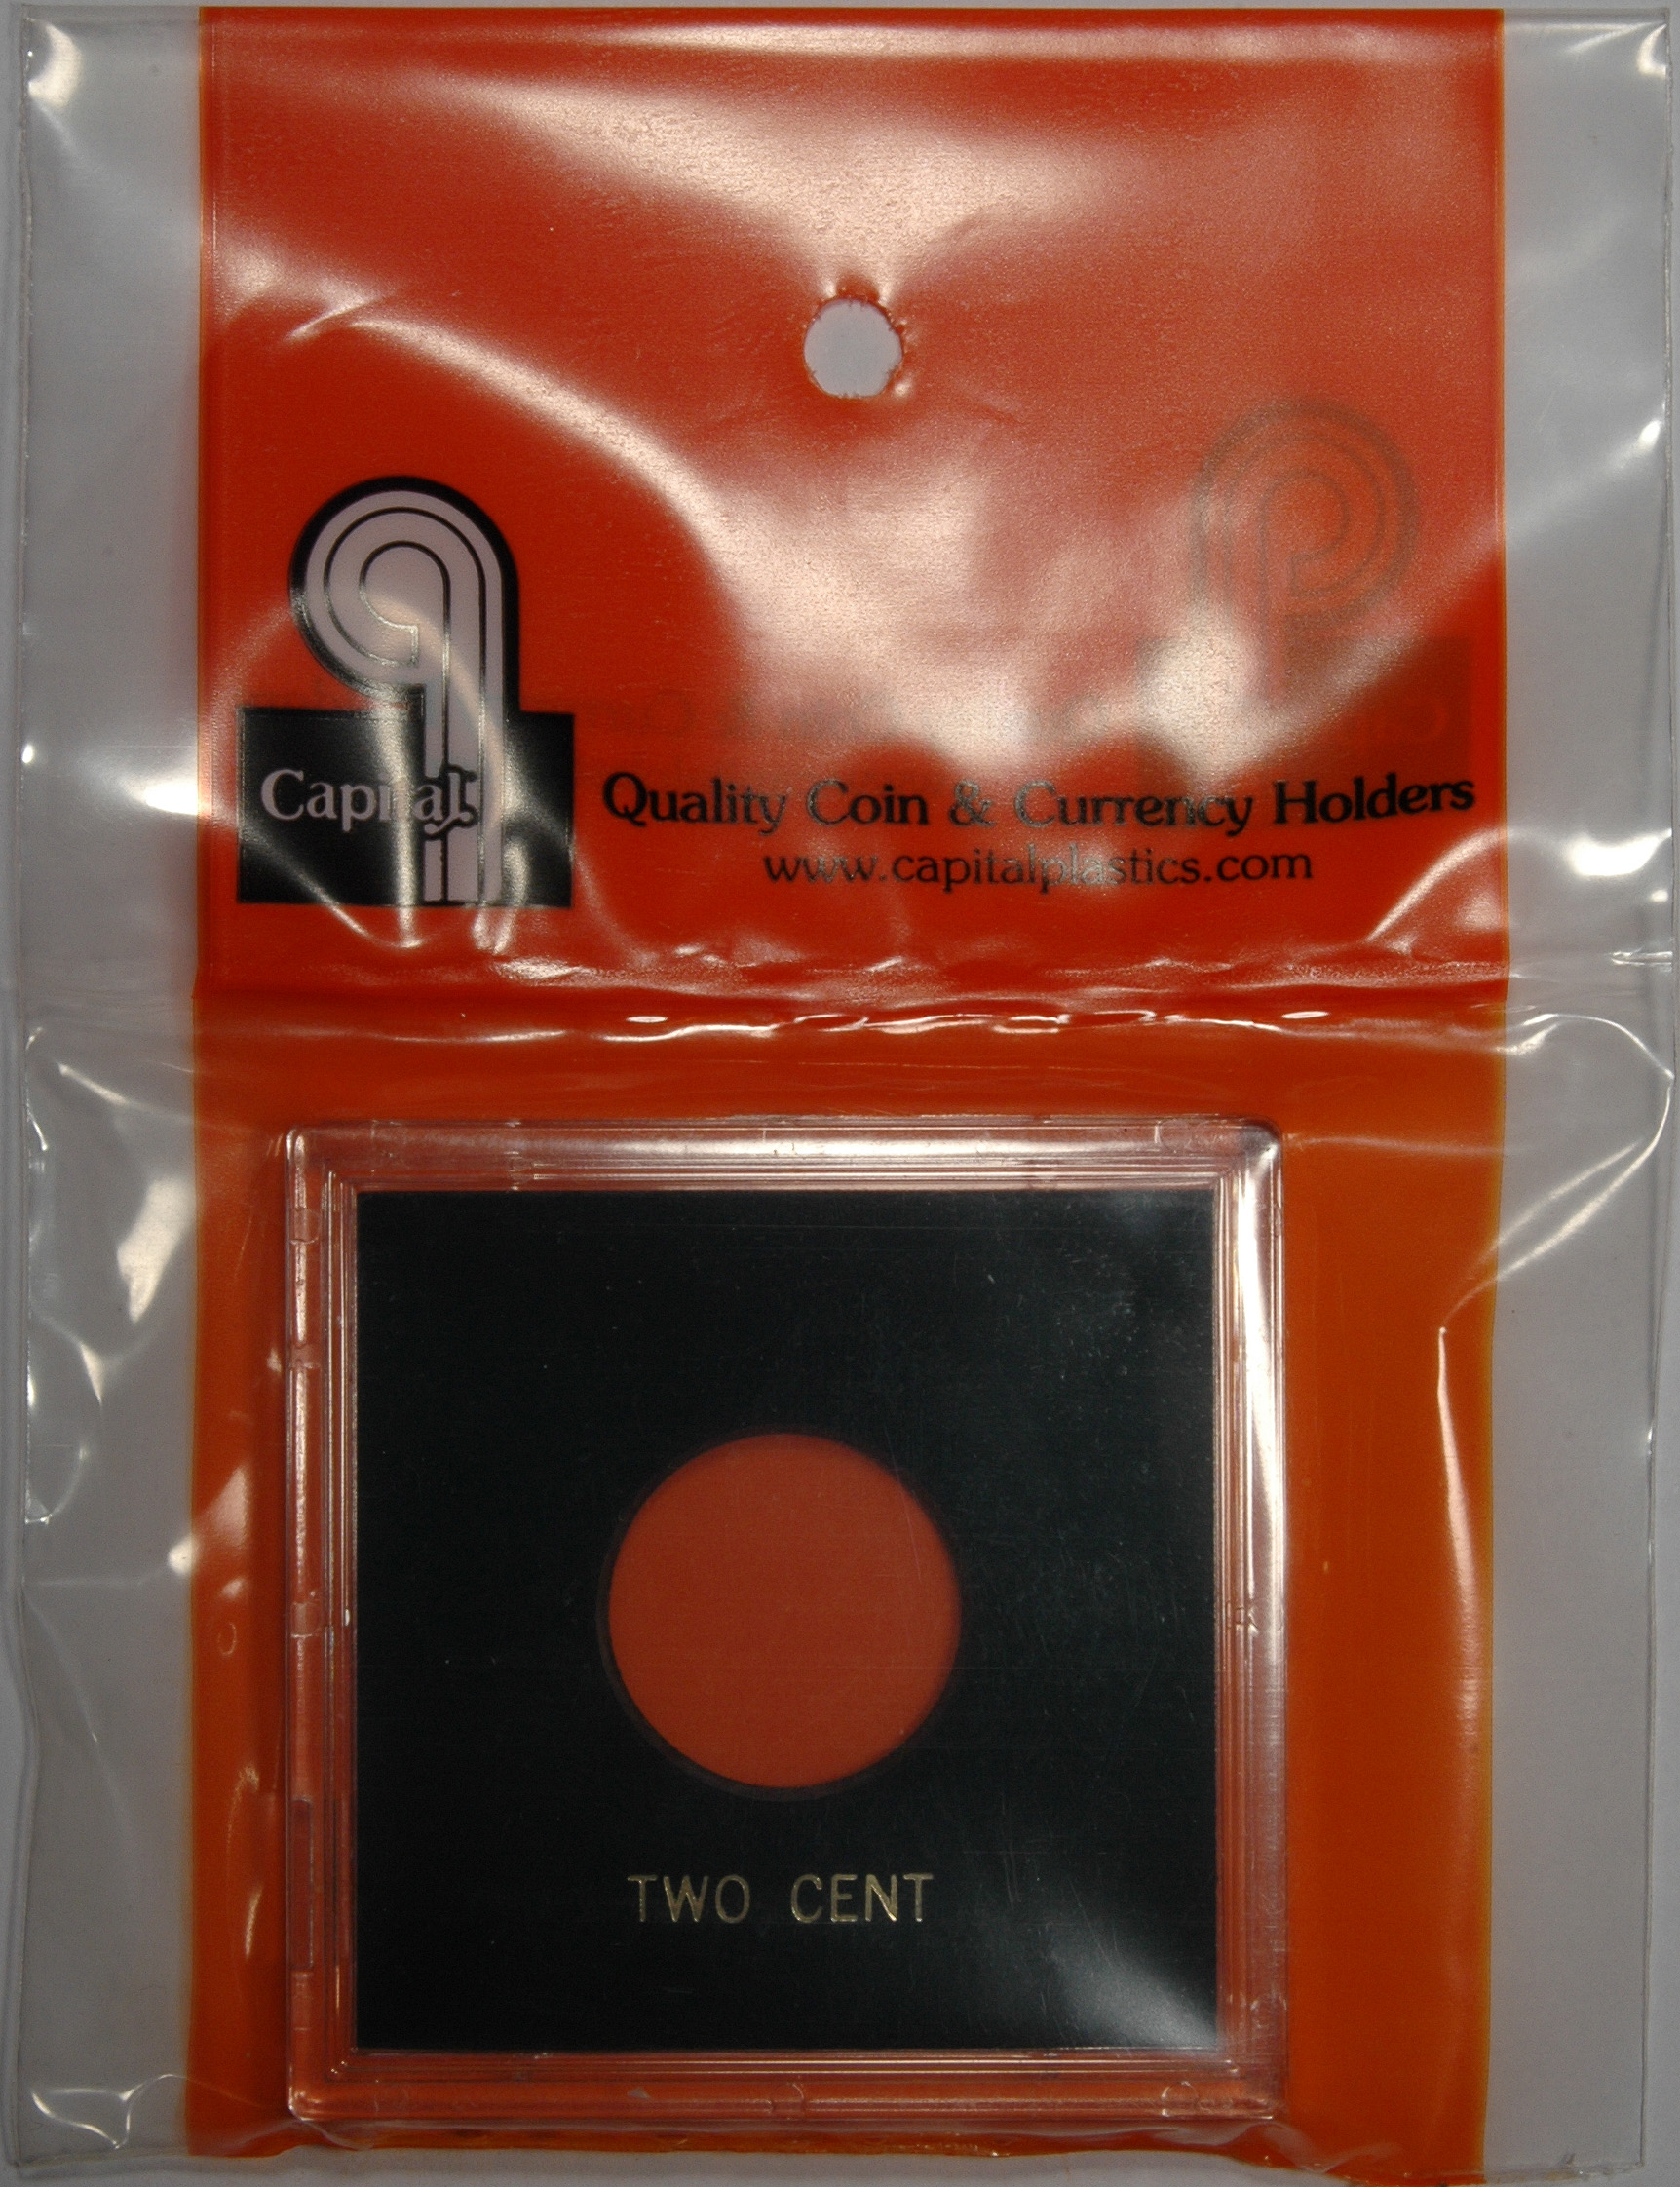 Capital
Quality Coin & Currency Holders
www.capitalplastics.com
TWO CENT